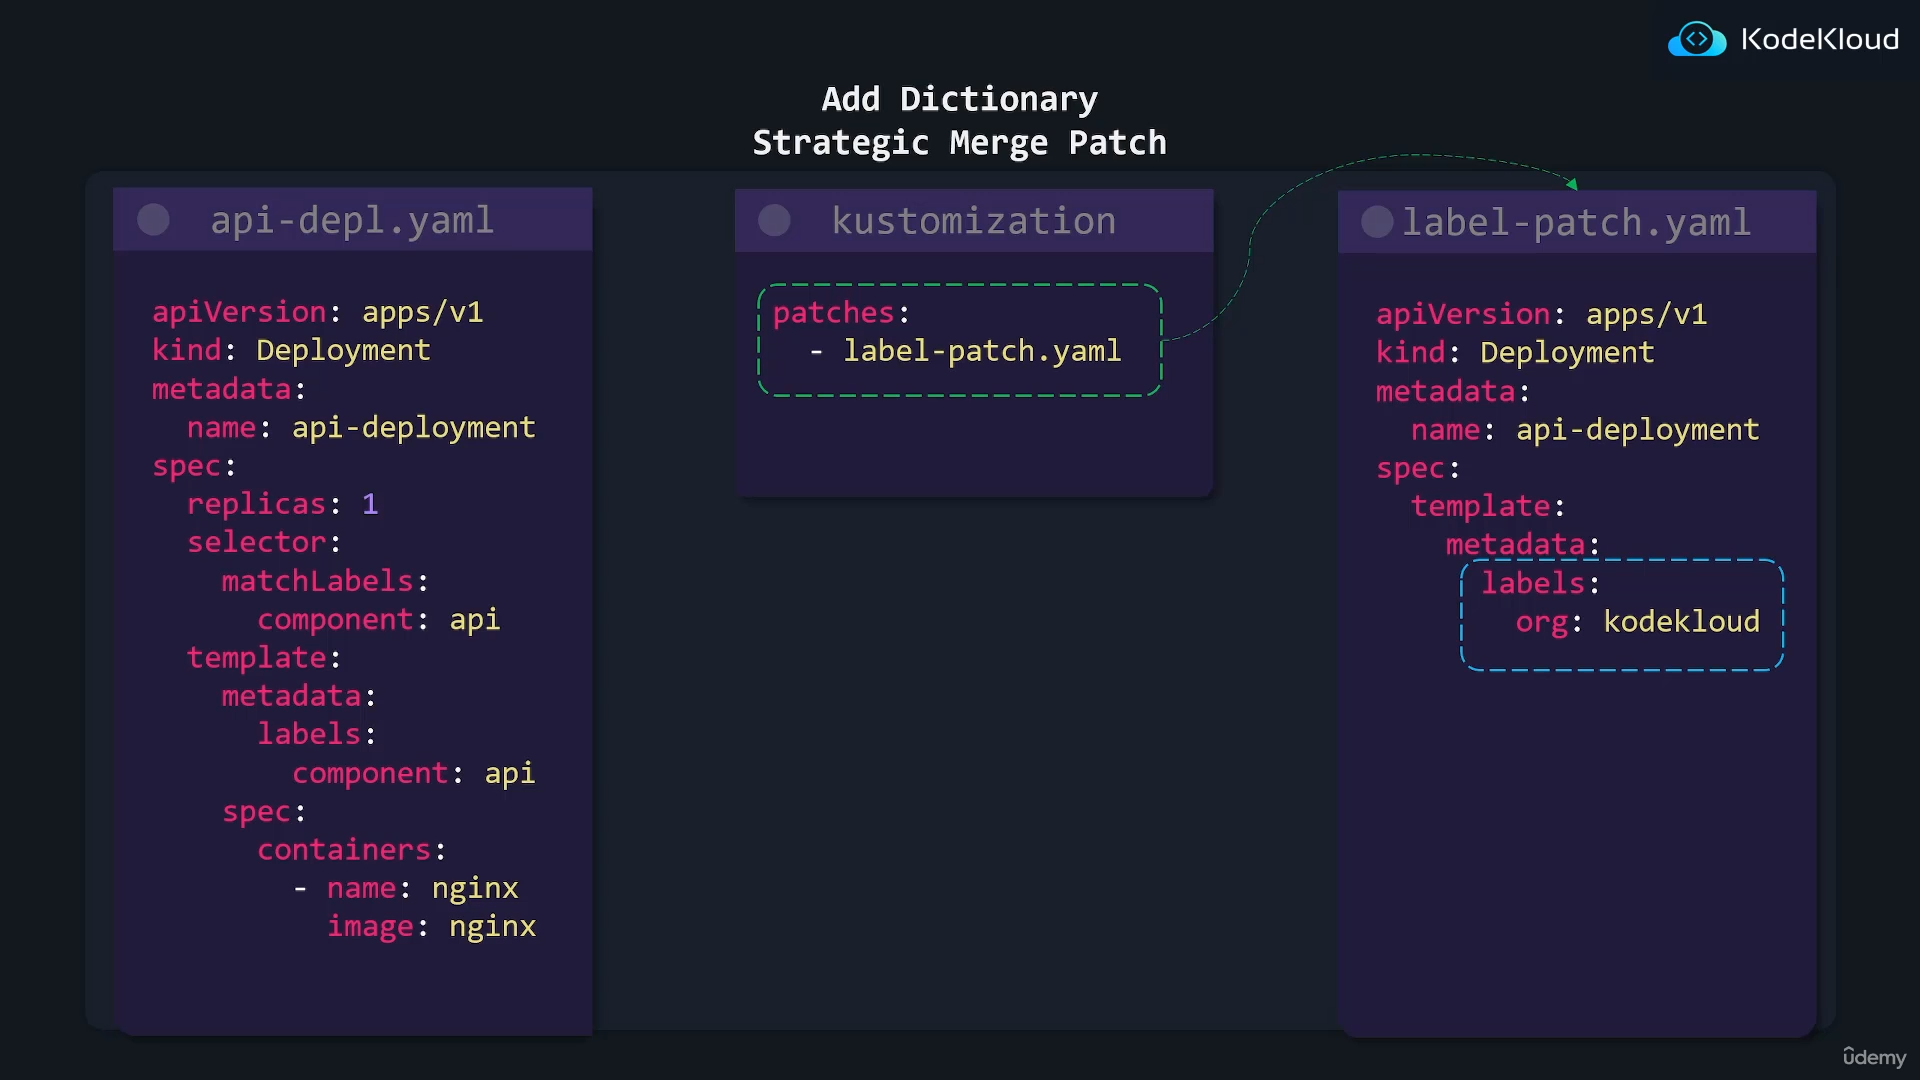 KodeKloud
Add Dictionary
Strategic Merge Patch
api-depl.yaml
apiVersion: apps/v1
kind: Deployment
metadata:
  name: api-deployment
spec:
  replicas: 1
  selector:
    matchLabels:
      component: api
  template:
    metadata:
      labels:
        component: api
    spec:
      containers:
        - name: nginx
          image: nginx
kustomization
patches:
  - label-patch.yaml
label-patch.yaml
apiVersion: apps/v1
kind: Deployment
metadata:
  name: api-deployment
spec:
  template:
    metadata:
      labels:
        org: kodekloud
ûdemy